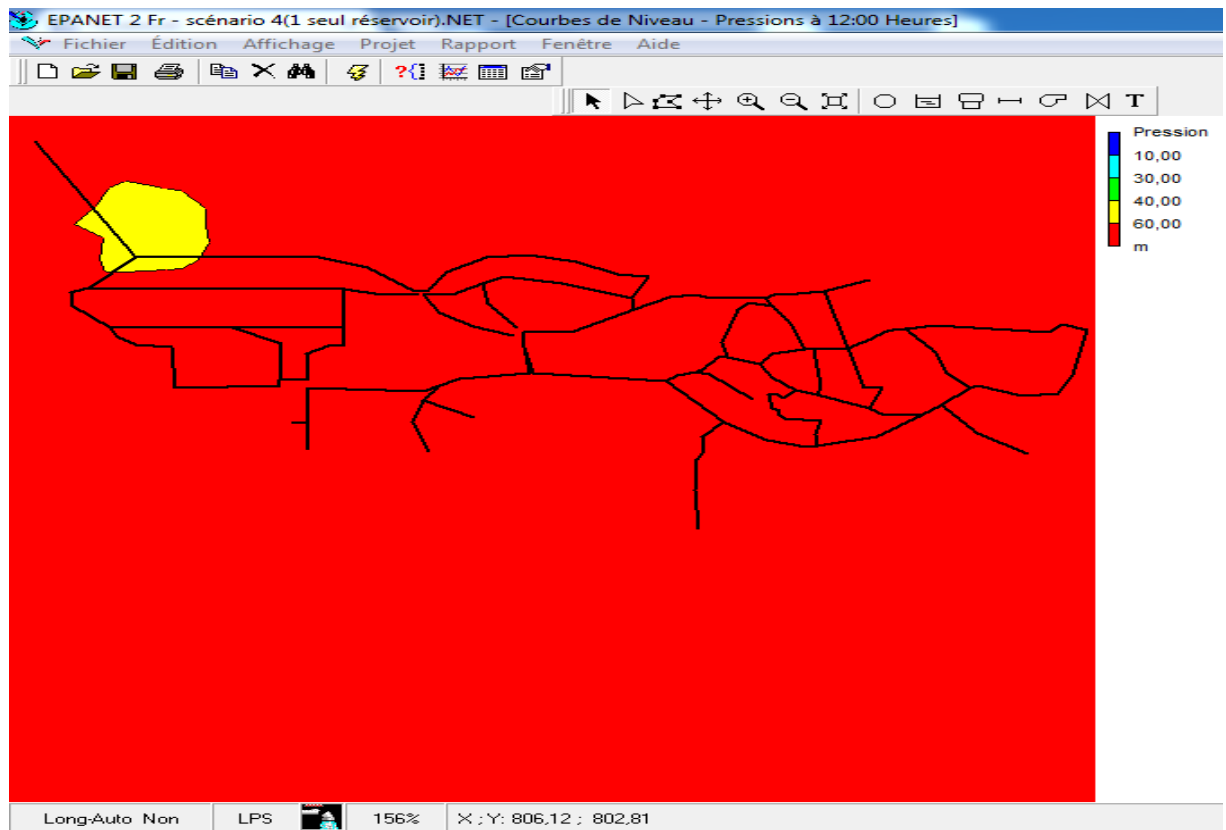 EPANET 2 Fr - scénario 4(1 seul réservoir).NET - [Courbes de Niveau - Pressions à 12:00 Heures]
Fichier Édition Affichage Projet Rapport Fenêtre Aide
T
Pression
10,00
30,00
40,00
60,00
m
Long-Auto Non LPS 156% X ; Y: 806,12 ; 802,81